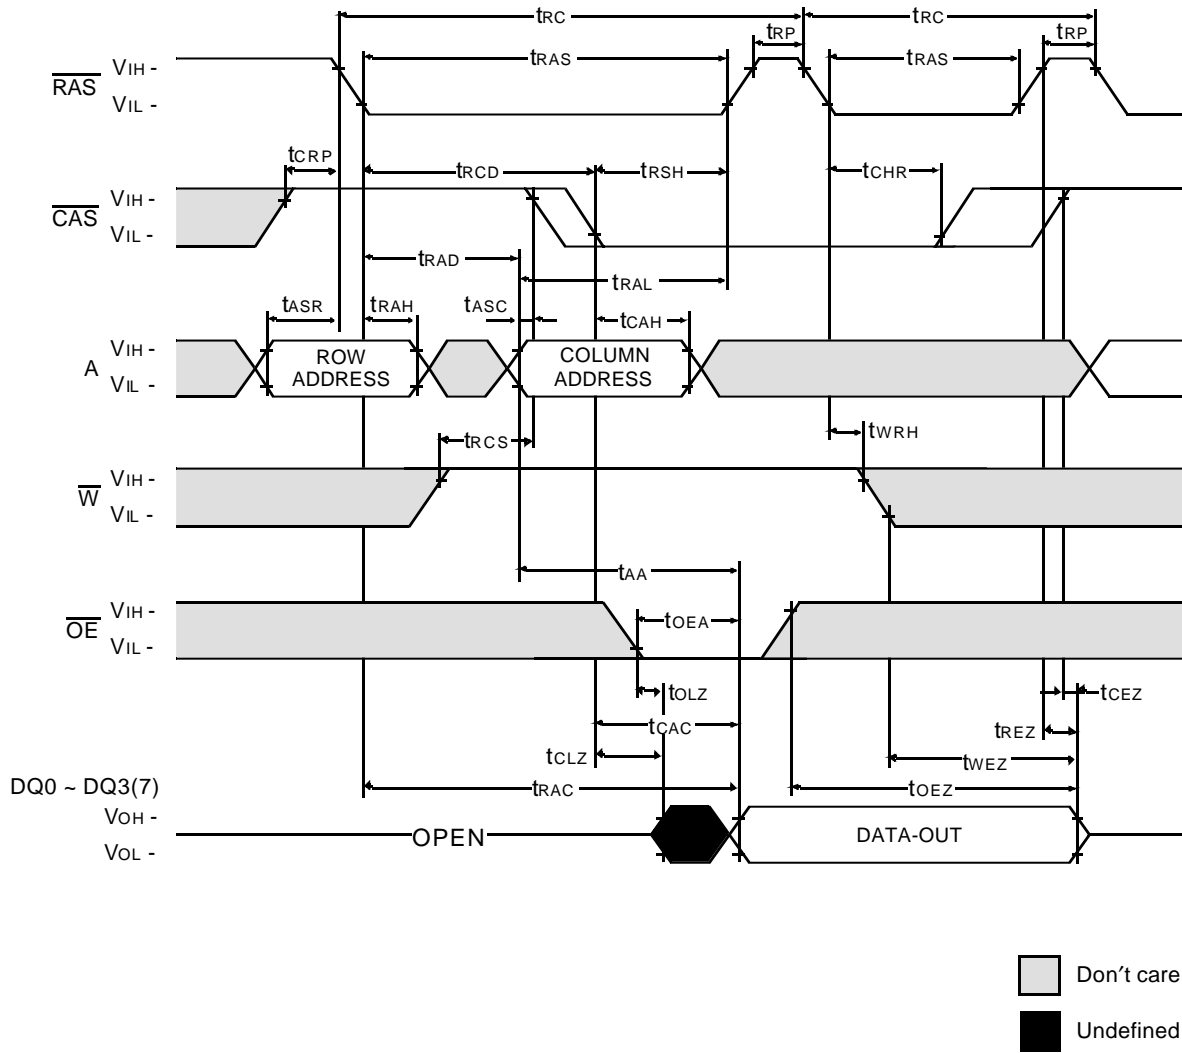 tRC tRC
tRP tRP
tRAS tRAS
RAS VIH -
VIL -
tCRP tRCD tRSH tCHR
CAS VIH -
VIL -
tRAD tRAL
tASR tRAH tASC tCAH
A VIH -
VIL -
ROW
ADDRESS
COLUMN
ADDRESS
tRCS tWRH
W VIH -
VIL -
tAA
OE VIH -
VIL -
tOEA
tOLZ tCEZ
tCAC tREZ
tCLZ tWEZ
DQ0 ~ DQ3(7) tRAC tOEZ
VOH -
VOL -
OPEN DATA-OUT
Don′t care
Undefined